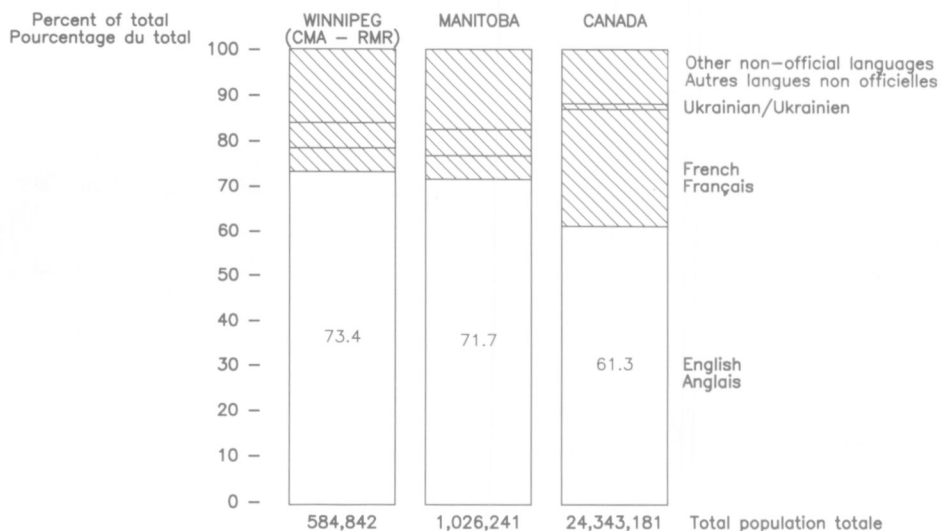 Percent of total
Pourcentage du total
WINNIPEG
(CMA – RMR)
MANITOBA
CANADA
100 –
90 –
80 –
70 –
60 –
50 –
40 –
30 –
20 –
10 –
0 –
73.4
71.7
61.3
Other non-official languages
Autres langues non officielles
Ukrainian/Ukrainien
French
Français
English
Anglais
584,842
1,026,241
24,343,181
Total population totale